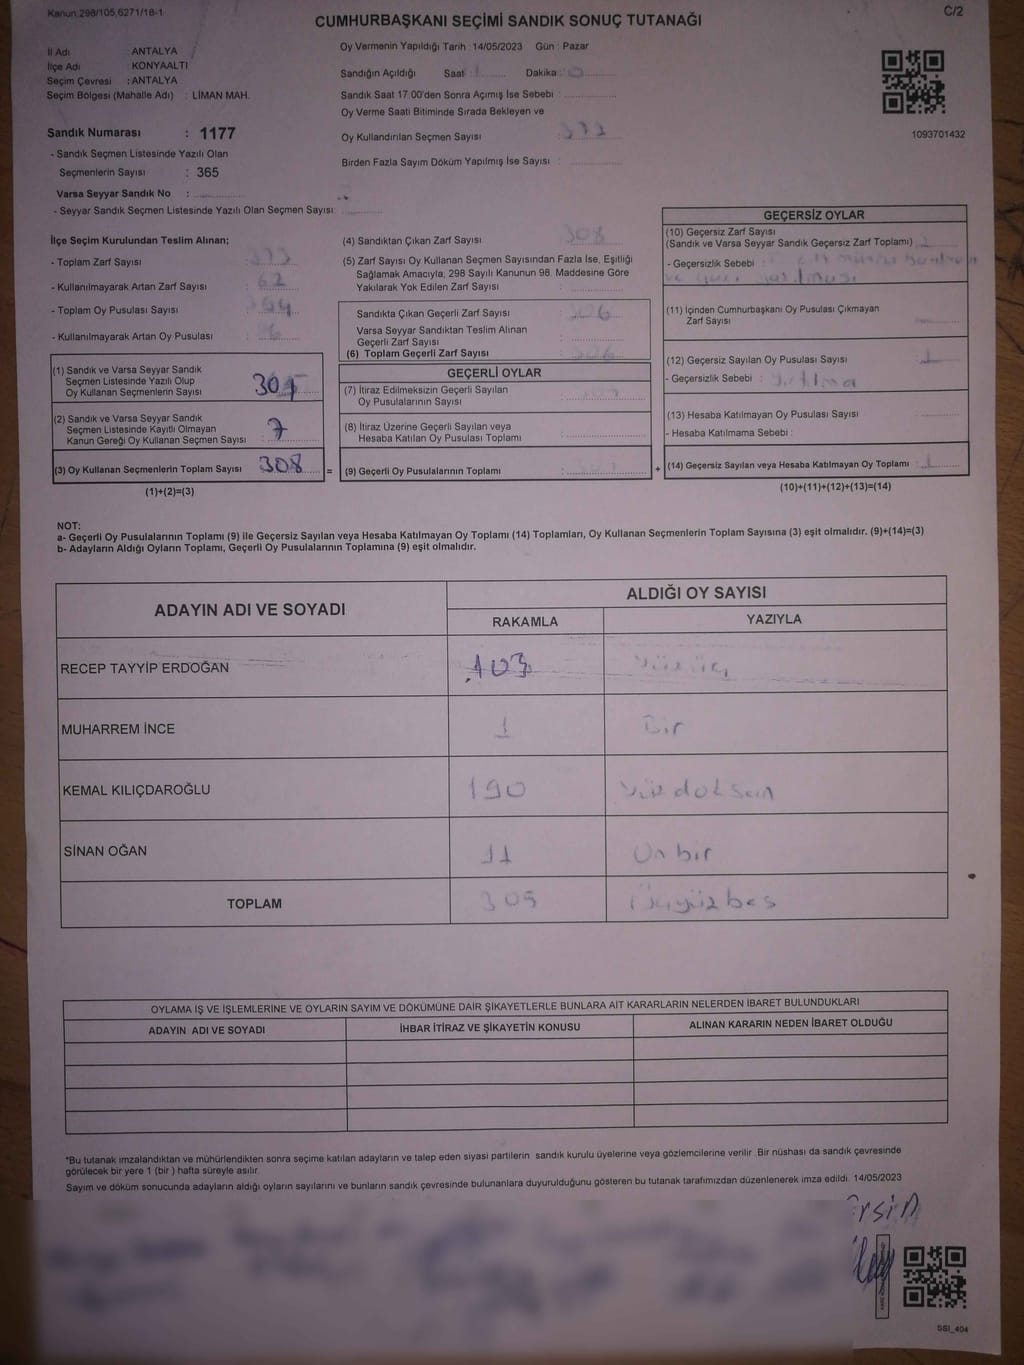 Kanun:298/105,6271/18-1
C/2
CUMHURBAŞKANI SEÇİMİ SANDIK SONUÇ TUTANAĞI
İl Adı : ANTALYA
İlçe Adı : KONYAALTI
Seçim Çevresi : ANTALYA
Seçim Bölgesi (Mahalle Adı) : LİMAN MAH.
Oy Vermenin Yapıldığı Tarih : 14/05/2023 Gün : Pazar
Sandığın Açıldığı Saat : Dakika :
Sandık Saat 17.00'den Sonra Açımış İse Sebebi :
Oy Verme Saati Bitiminde Sırada Bekleyen ve
Oy Kullandırılan Seçmen Sayısı :
Birden Fazla Sayım Döküm Yapılmış İse Sayısı :
1093701432
Sandık Numarası : 1177
- Sandık Seçmen Listesinde Yazılı Olan
Seçmenlerin Sayısı : 365
Varsa Seyyar Sandık No :
- Seyyar Sandık Seçmen Listesinde Yazılı Olan Seçmen Sayısı:
İlçe Seçim Kurulundan Teslim Alınan;
- Toplam Zarf Sayısı :
- Kullanılmayarak Artan Zarf Sayısı : 62
- Toplam Oy Pusulası Sayısı :
- Kullanılmayarak Artan Oy Pusulası :
(1) Sandık ve Varsa Seyyar Sandık
Seçmen Listesinde Yazılı Olup
Oy Kullanan Seçmenlerin Sayısı : 301
(2) Sandık ve Varsa Seyyar Sandık
Seçmen Listesinde Kayıtlı Olmayan
Kanun Gereği Oy Kullanan Seçmen Sayısı : 7
(3) Oy Kullanan Seçmenlerin Toplam Sayısı : 308
(1)+(2)=(3)
(4) Sandıktan Çıkan Zarf Sayısı : 308
(5) Zarf Sayısı Oy Kullanan Seçmen Sayısından Fazla İse, Eşitliği
Sağlamak Amacıyla, 298 Sayılı Kanunun 98. Maddesine Göre
Yakılarak Yok Edilen Zarf Sayısı :
Sandıkta Çıkan Geçerli Zarf Sayısı : 306
Varsa Seyyar Sandıktan Teslim Alınan
Geçerli Zarf Sayısı :
(6) Toplam Geçerli Zarf Sayısı : 306
GEÇERLİ OYLAR
(7) İtiraz Edilmeksizin Geçerli Sayılan
Oy Pusulalarının Sayısı :
(8) İtiraz Üzerine Geçerli Sayılan veya
Hesaba Katılan Oy Pusulası Toplamı :
= (9) Geçerli Oy Pusulalarının Toplamı :
GEÇERSİZ OYLAR
(10) Geçersiz Zarf Sayısı
(Sandık ve Varsa Seyyar Sandık Geçersiz Zarf Toplamı) : 2
- Geçersizlik Sebebi :
(11) İçinden Cumhurbaşkanı Oy Pusulası Çıkmayan
Zarf Sayısı :
(12) Geçersiz Sayılan Oy Pusulası Sayısı : 1
- Geçersizlik Sebebi : Yırtılma
(13) Hesaba Katılmayan Oy Pusulası Sayısı :
- Hesaba Katılmama Sebebi :
+ (14) Geçersiz Sayılan veya Hesaba Katılmayan Oy Toplamı :
(10)+(11)+(12)+(13)=(14)
NOT:
a- Geçerli Oy Pusulalarının Toplamı (9) ile Geçersiz Sayılan veya Hesaba Katılmayan Oy Toplamı (14) Toplamları, Oy Kullanan Seçmenlerin Toplam Sayısına (3) eşit olmalıdır. (9)+(14)=(3)
b- Adayların Aldığı Oyların Toplamı, Geçerli Oy Pusulalarının Toplamına (9) eşit olmalıdır.
ADAYIN ADI VE SOYADI
ALDIĞI OY SAYISI
RAKAMLA YAZIYLA
RECEP TAYYİP ERDOĞAN 103 Yüzüç
MUHARREM İNCE 1 Bir
KEMAL KILIÇDAROĞLU 190 Yüz doksan
SİNAN OĞAN 11 On bir
TOPLAM 305 Üçyüzbeş
OYLAMA İŞ VE İŞLEMLERİNE VE OYLARIN SAYIM VE DÖKÜMÜNE DAİR ŞİKAYETLERLE BUNLARA AİT KARARLARIN NELERDEN İBARET BULUNDUKLARI
ADAYIN ADI VE SOYADI İHBAR İTİRAZ VE ŞİKAYETİN KONUSU ALINAN KARARIN NEDEN İBARET OLDUĞU
*Bu tutanak imzalandıktan ve mühürlendikten sonra seçime katılan adayların ve talep eden siyasi partilerin sandık kurulu üyelerine veya gözlemcilerine verilir. Bir nüshası da sandık çevresinde
görülecek bir yere 1 (bir ) hafta süreyle asılır.
Sayım ve döküm sonucunda adayların aldığı oyların sayılarını ve bunların sandık çevresinde bulunanlara duyurulduğunu gösteren bu tutanak tarafımızdan düzenlenerek imza edildi. 14/05/2023
ersin
SSI_404